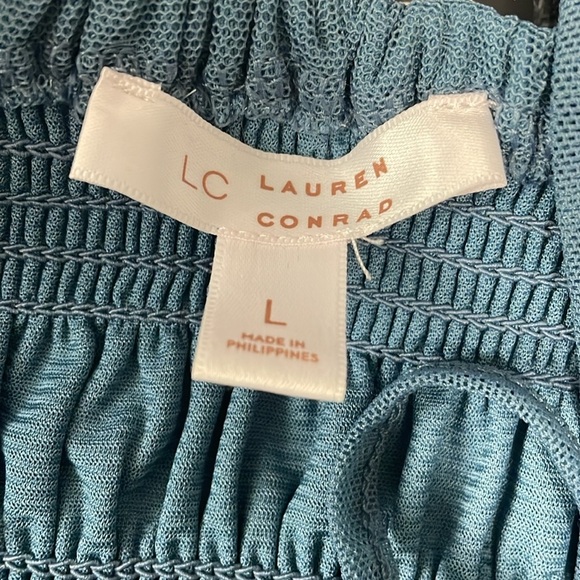 LC LAUREN
CONRAD
L
MADE IN
PHILIPPINES